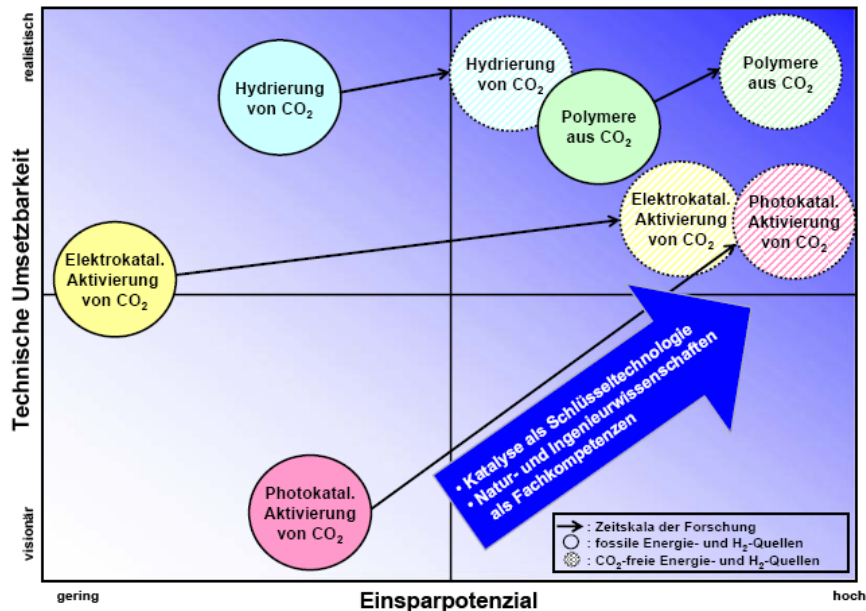 realistisch
Technische Umsetzbarkeit
visionär
Hydrierung
von CO₂
Hydrierung
von CO₂
Polymere
aus CO₂
Polymere
aus CO₂
Elektrokatal.
Aktivierung
von CO₂
Elektrokatal.
Aktivierung
von CO₂
Photokatal.
Aktivierung
von CO₂
Photokatal.
Aktivierung
von CO₂
• Katalyse als Schlüsseltechnologie
• Natur- und Ingenieurwissenschaften
als Fachkompetenzen
: Zeitskala der Forschung
: fossile Energie- und H₂-Quellen
: CO₂-freie Energie- und H₂-Quellen
gering
Einsparpotenzial
hoch